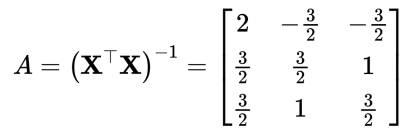 A = (𝐗^⊤𝐗)^{-1} = [ 2 -3/2 -3/2
3/2 3/2 1
3/2 1 3/2 ]